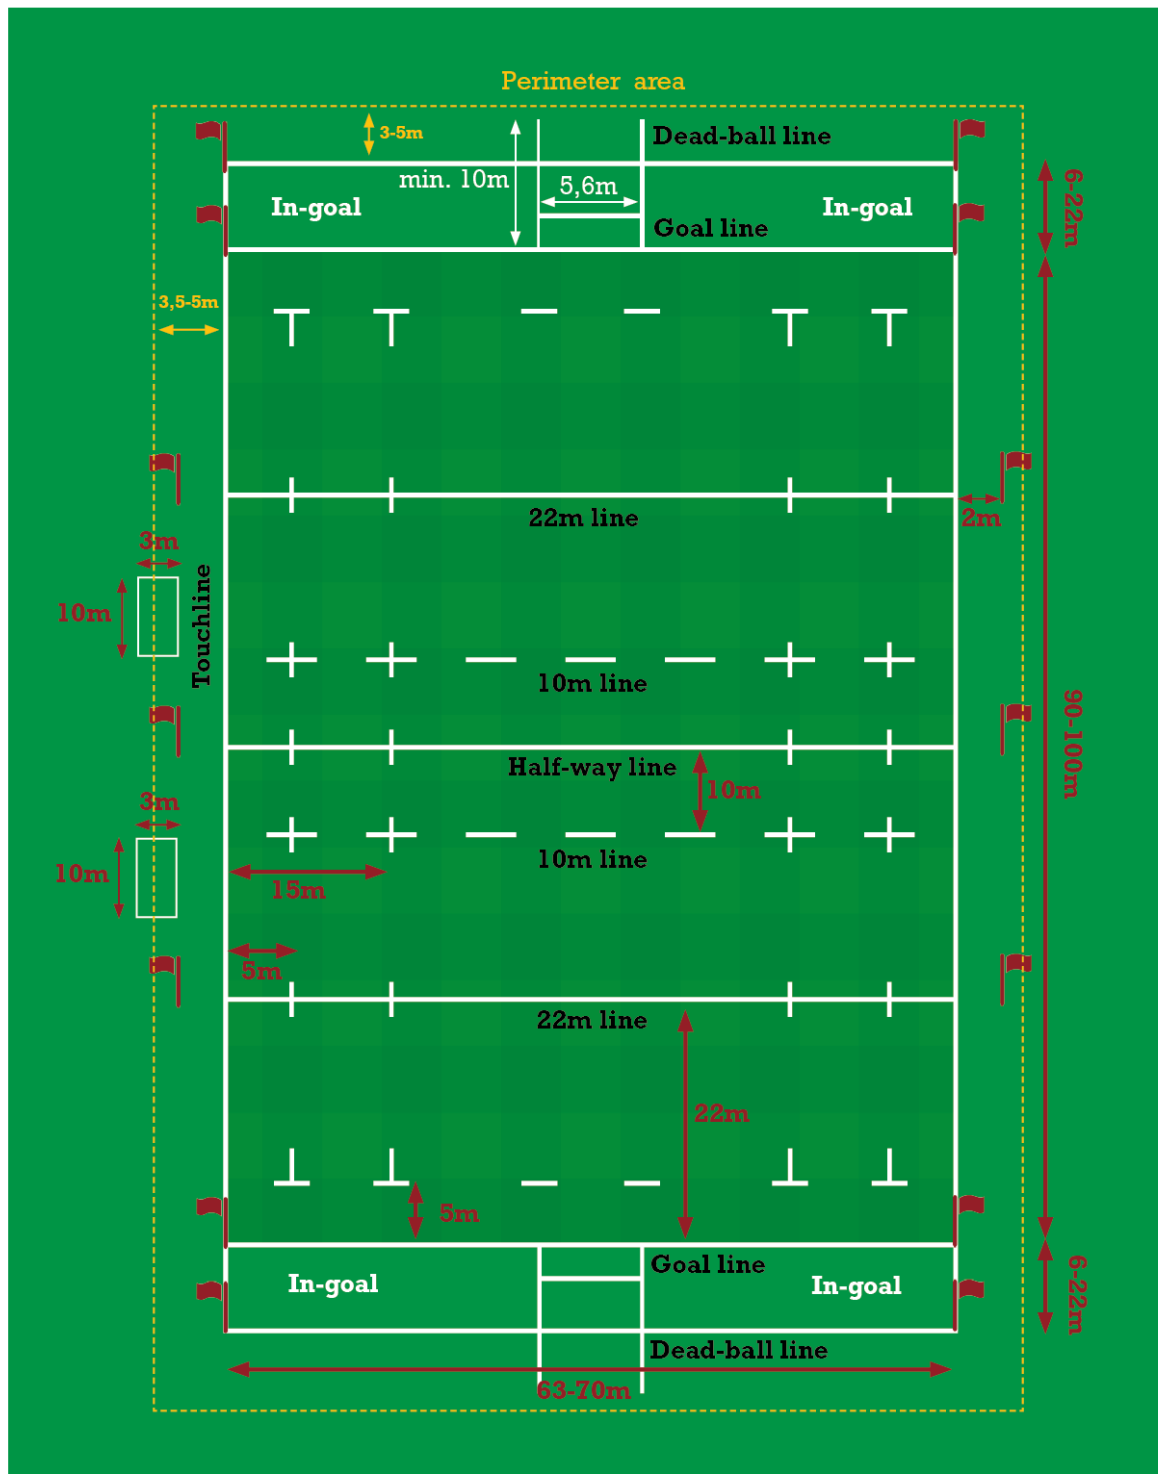 Perimeter area
3-5m
Dead-ball line
min. 10m
5,6m
6-22m
In-goal
In-goal
Goal line
3,5-5m
22m line
2m
3m
10m
Touchline
10m line
90-100m
Half-way line
10m
3m
10m line
10m
15m
5m
22m line
22m
5m
Goal line
In-goal
In-goal
6-22m
Dead-ball line
63-70m